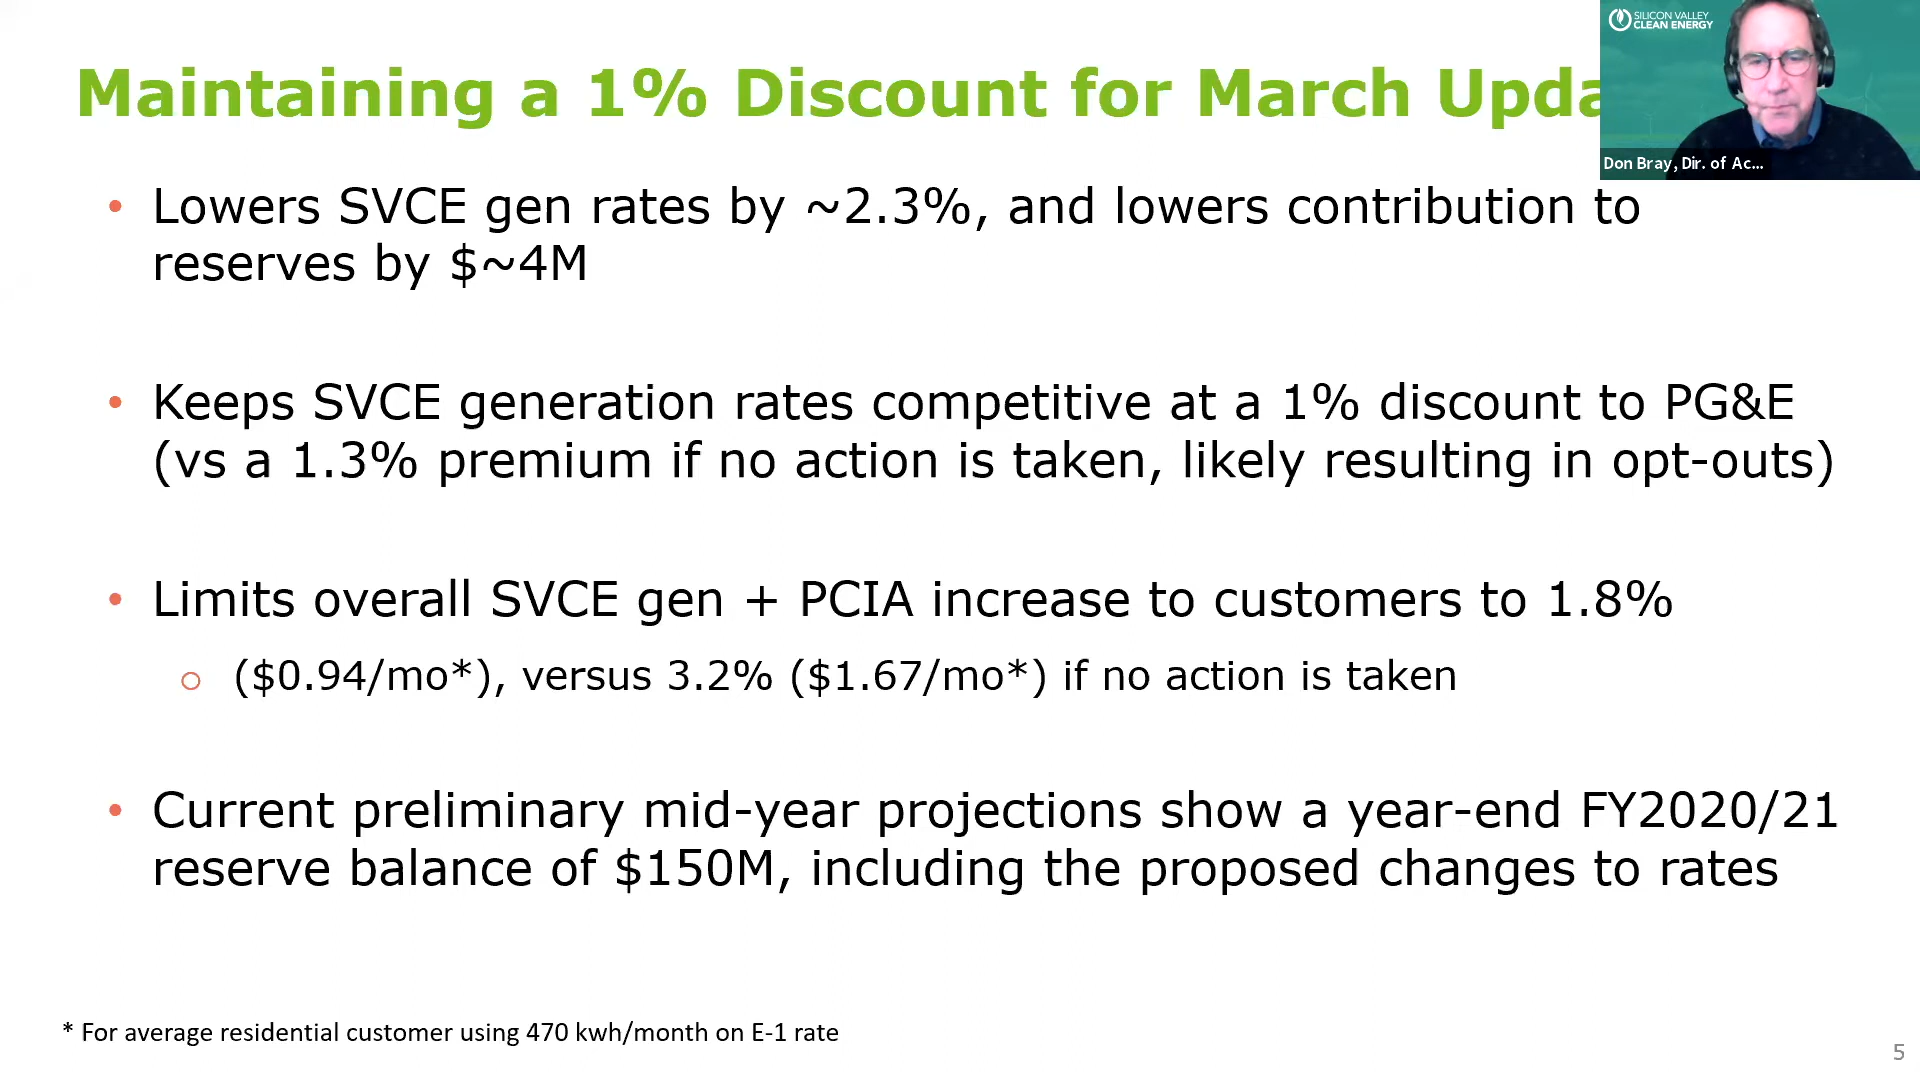 SILICON VALLEY
CLEAN ENERGY
Maintaining a 1% Discount for March Upda
Don Bray, Dir. of Ac...
• Lowers SVCE gen rates by ~2.3%, and lowers contribution to
reserves by $~4M
• Keeps SVCE generation rates competitive at a 1% discount to PG&E
(vs a 1.3% premium if no action is taken, likely resulting in opt-outs)
• Limits overall SVCE gen + PCIA increase to customers to 1.8%
○ ($0.94/mo*), versus 3.2% ($1.67/mo*) if no action is taken
• Current preliminary mid-year projections show a year-end FY2020/21
reserve balance of $150M, including the proposed changes to rates
* For average residential customer using 470 kwh/month on E-1 rate
5